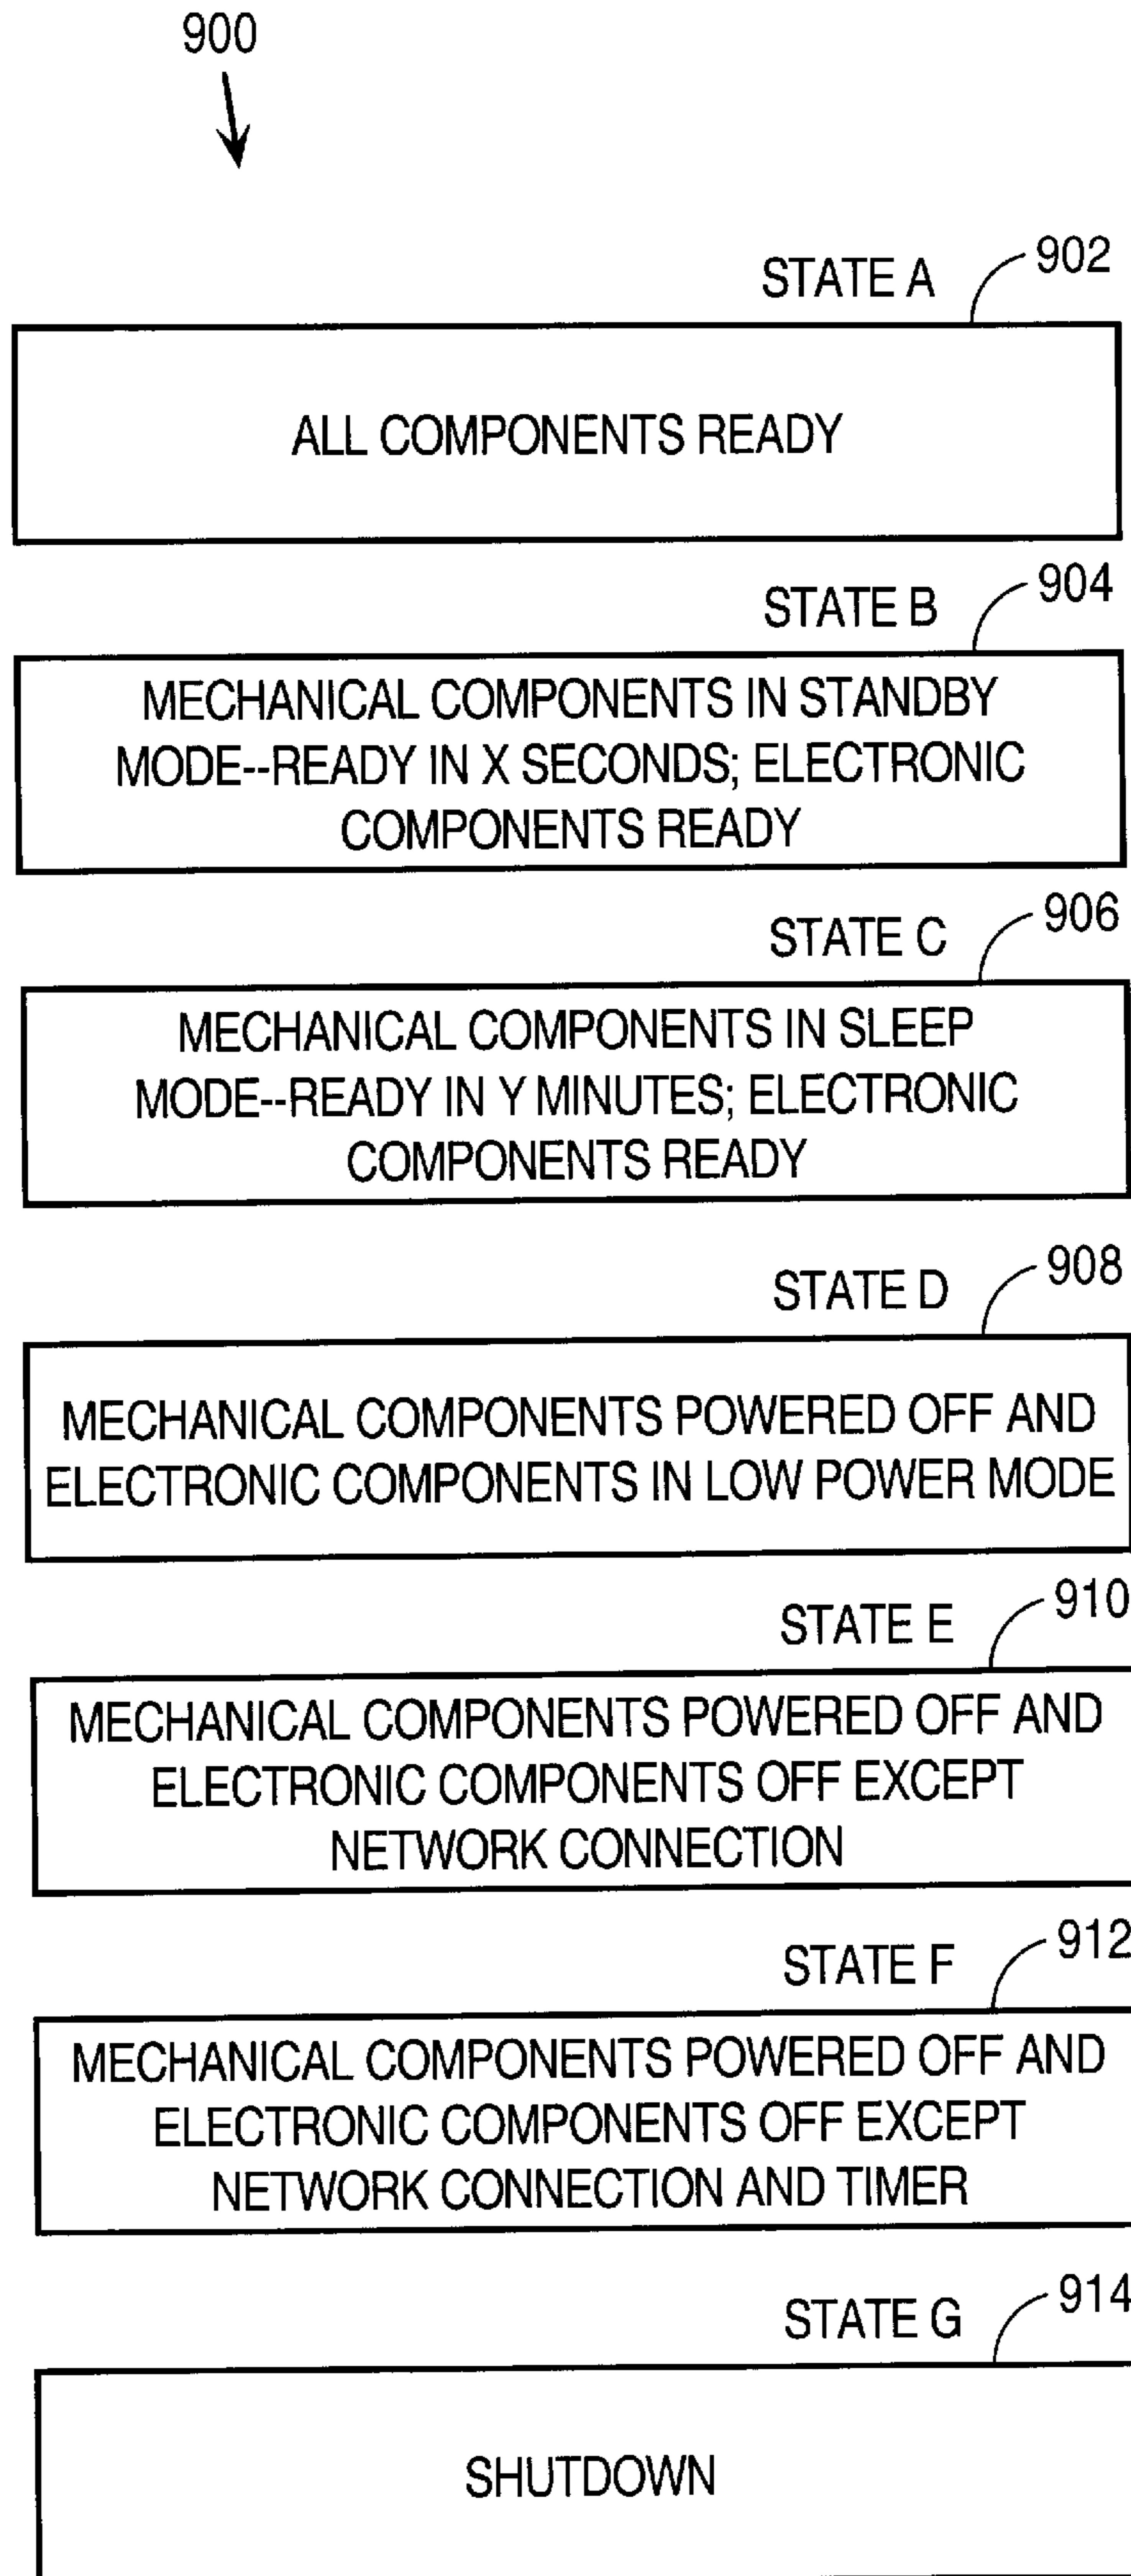 900
STATE A
902
ALL COMPONENTS READY
STATE B
904
MECHANICAL COMPONENTS IN STANDBY
MODE--READY IN X SECONDS; ELECTRONIC
COMPONENTS READY
STATE C
906
MECHANICAL COMPONENTS IN SLEEP
MODE--READY IN Y MINUTES; ELECTRONIC
COMPONENTS READY
STATE D
908
MECHANICAL COMPONENTS POWERED OFF AND
ELECTRONIC COMPONENTS IN LOW POWER MODE
STATE E
910
MECHANICAL COMPONENTS POWERED OFF AND
ELECTRONIC COMPONENTS OFF EXCEPT
NETWORK CONNECTION
STATE F
912
MECHANICAL COMPONENTS POWERED OFF AND
ELECTRONIC COMPONENTS OFF EXCEPT
NETWORK CONNECTION AND TIMER
STATE G
914
SHUTDOWN